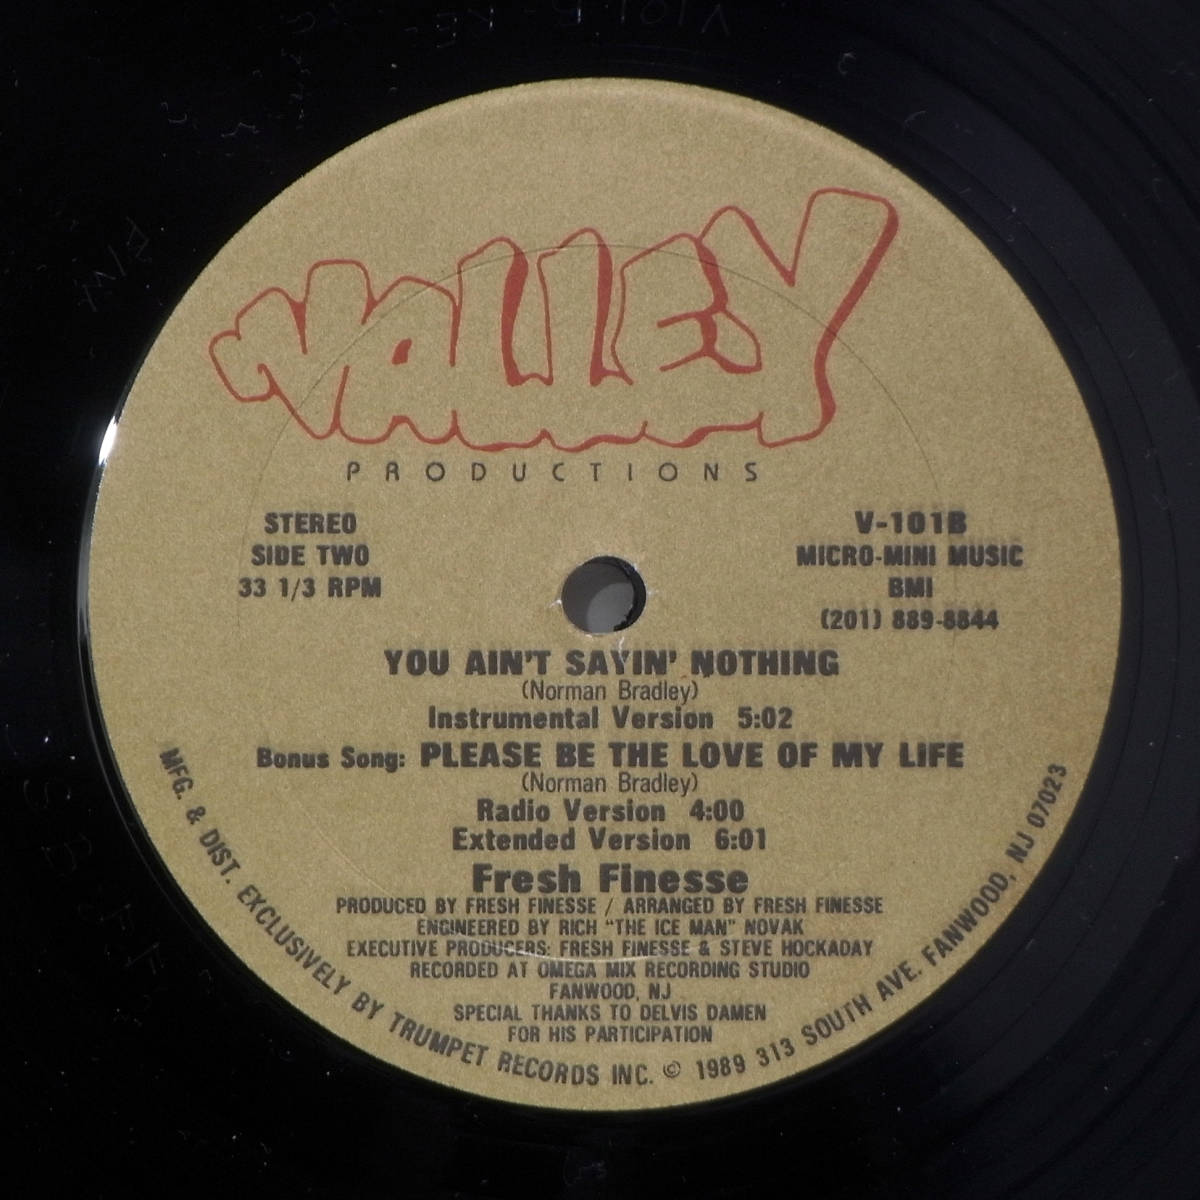 VALLEY
PRODUCTIONS
STEREO
SIDE TWO
33 1/3 RPM
V-101B
MICRO-MINI MUSIC
BMI
(201) 889-8844
YOU AIN'T SAYIN' NOTHING
(Norman Bradley)
Instrumental Version 5:02
Bonus Song: PLEASE BE THE LOVE OF MY LIFE
(Norman Bradley)
Radio Version 4:00
Extended Version 6:01
Fresh Finesse
PRODUCED BY FRESH FINESSE / ARRANGED BY FRESH FINESSE
ENGINEERED BY RICH "THE ICE MAN" NOVAK
EXECUTIVE PRODUCERS: FRESH FINESSE & STEVE HOCKADAY
RECORDED AT OMEGA MIX RECORDING STUDIO
FANWOOD, NJ
SPECIAL THANKS TO DELVIS DAMEN
FOR HIS PARTICIPATION
MFG. & DIST. EXCLUSIVELY BY TRUMPET RECORDS INC. © 1989 313 SOUTH AVE. FANWOOD, NJ 07023